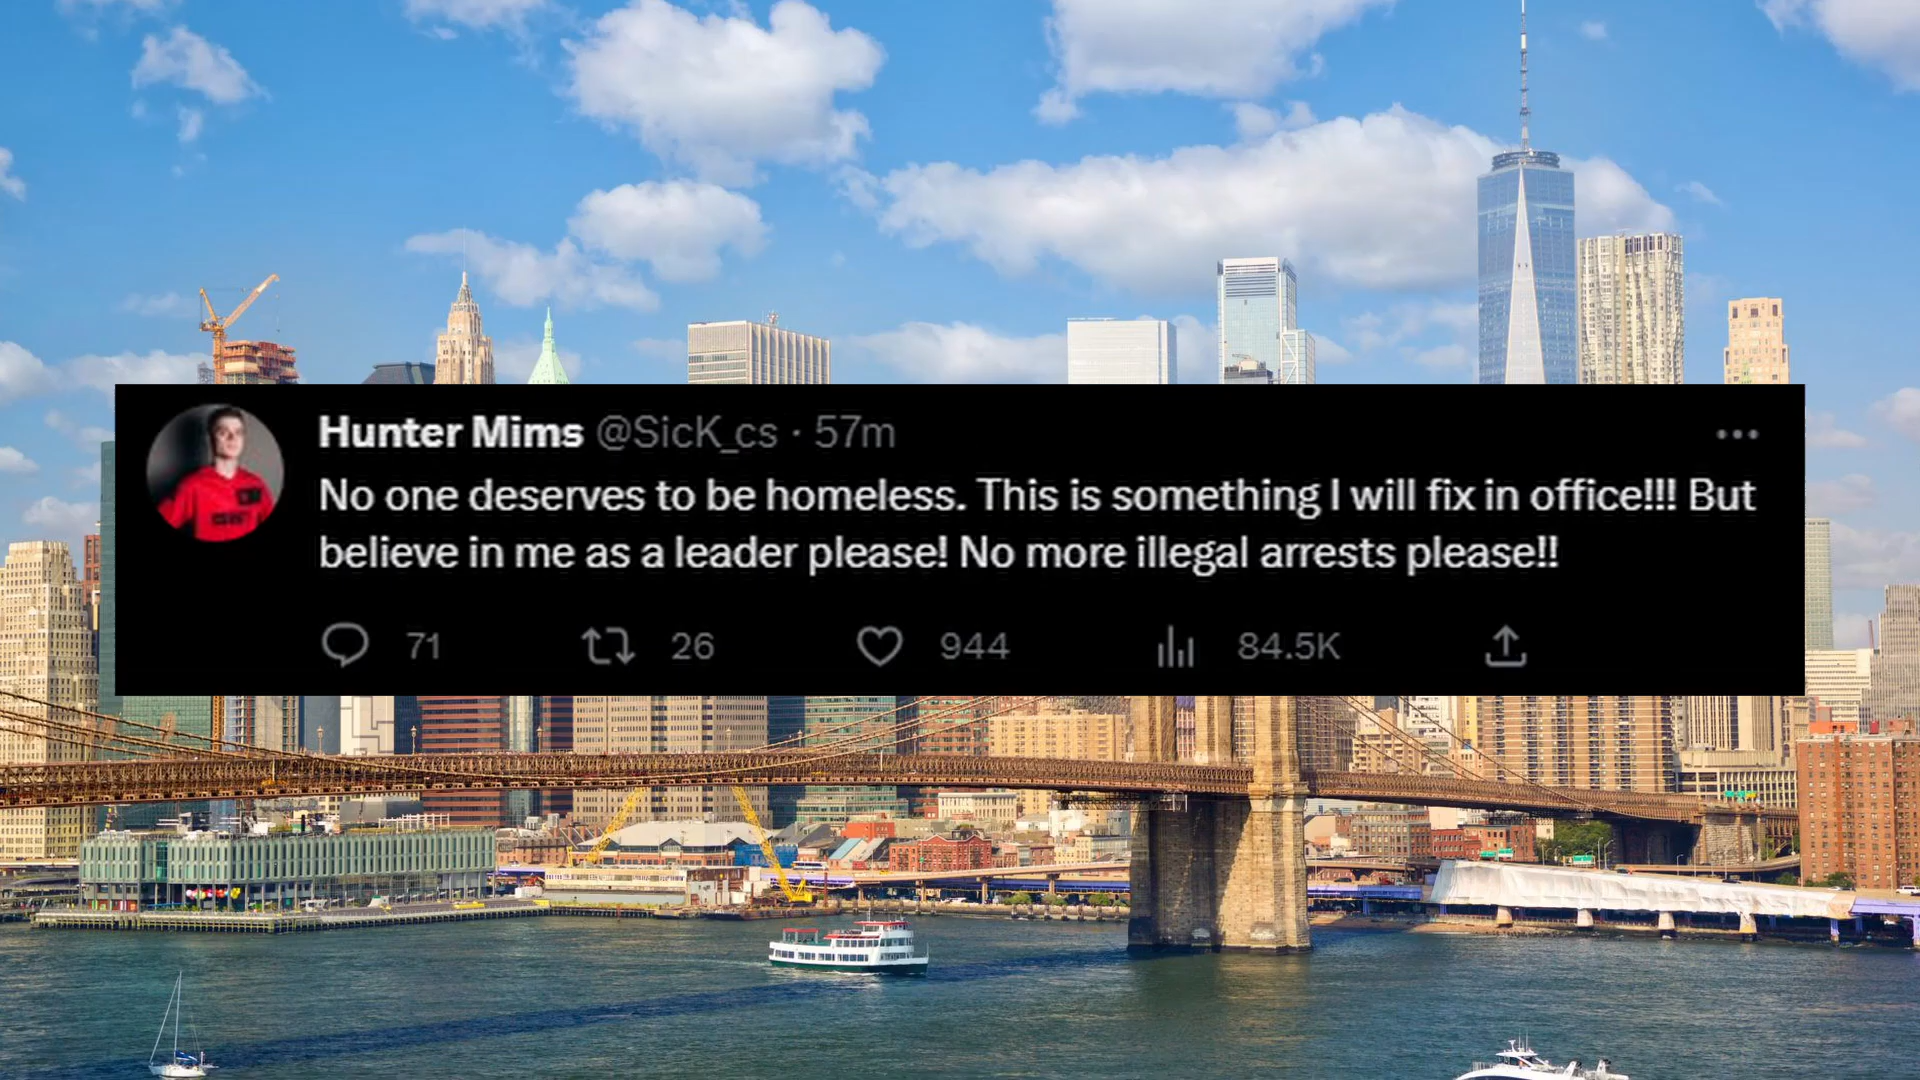 Hunter Mims @SicK_cs · 57m
No one deserves to be homeless. This is something I will fix in office!!! But
believe in me as a leader please! No more illegal arrests please!!
71 26 944 84.5K